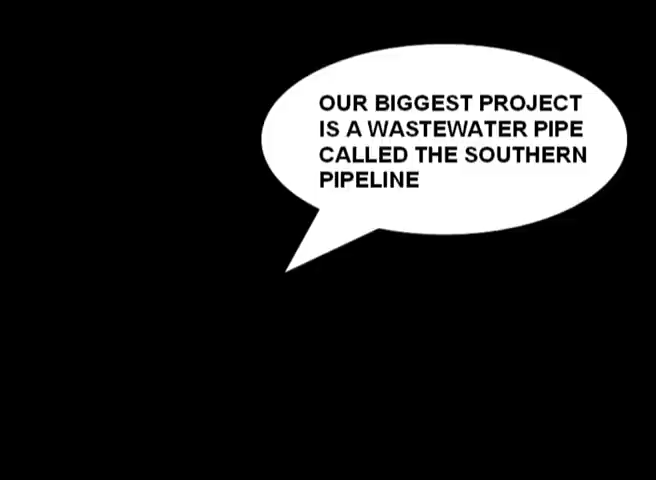 OUR BIGGEST PROJECT
IS A WASTEWATER PIPE
CALLED THE SOUTHERN
PIPELINE